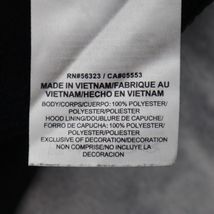 RN#56323 / CA#05553
MADE IN VIETNAM/FABRIQUE AU
VIETNAM/HECHO EN VIETNAM
BODY/CORPS/CUERPO: 100% POLYESTER/
POLYESTER/POLIESTER
HOOD LINING/DOUBLURE DE CAPUCHE/
FORRO DE CAPUCHA: 100% POLYESTER/
POLYESTER/POLIESTER
EXCLUSIVE OF DECORATION/DÉCORATION
NON COMPRISE/NO INCLUYE LA
DECORACIÓN